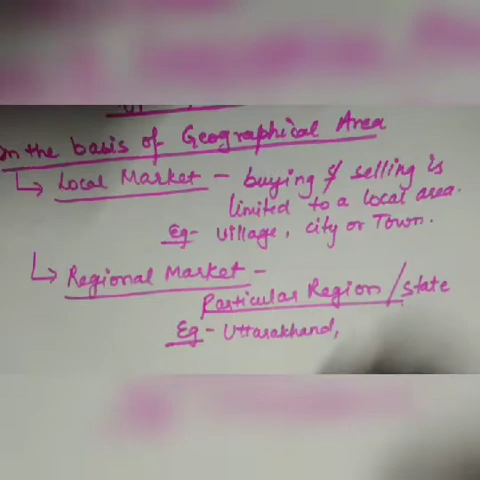 on the basis of Geographical Area
Local Market - buying & selling is
limited to a local area.
Eg- Village, city or Town.
Regional Market -
Particular Region/State
Eg - Uttarakhand,